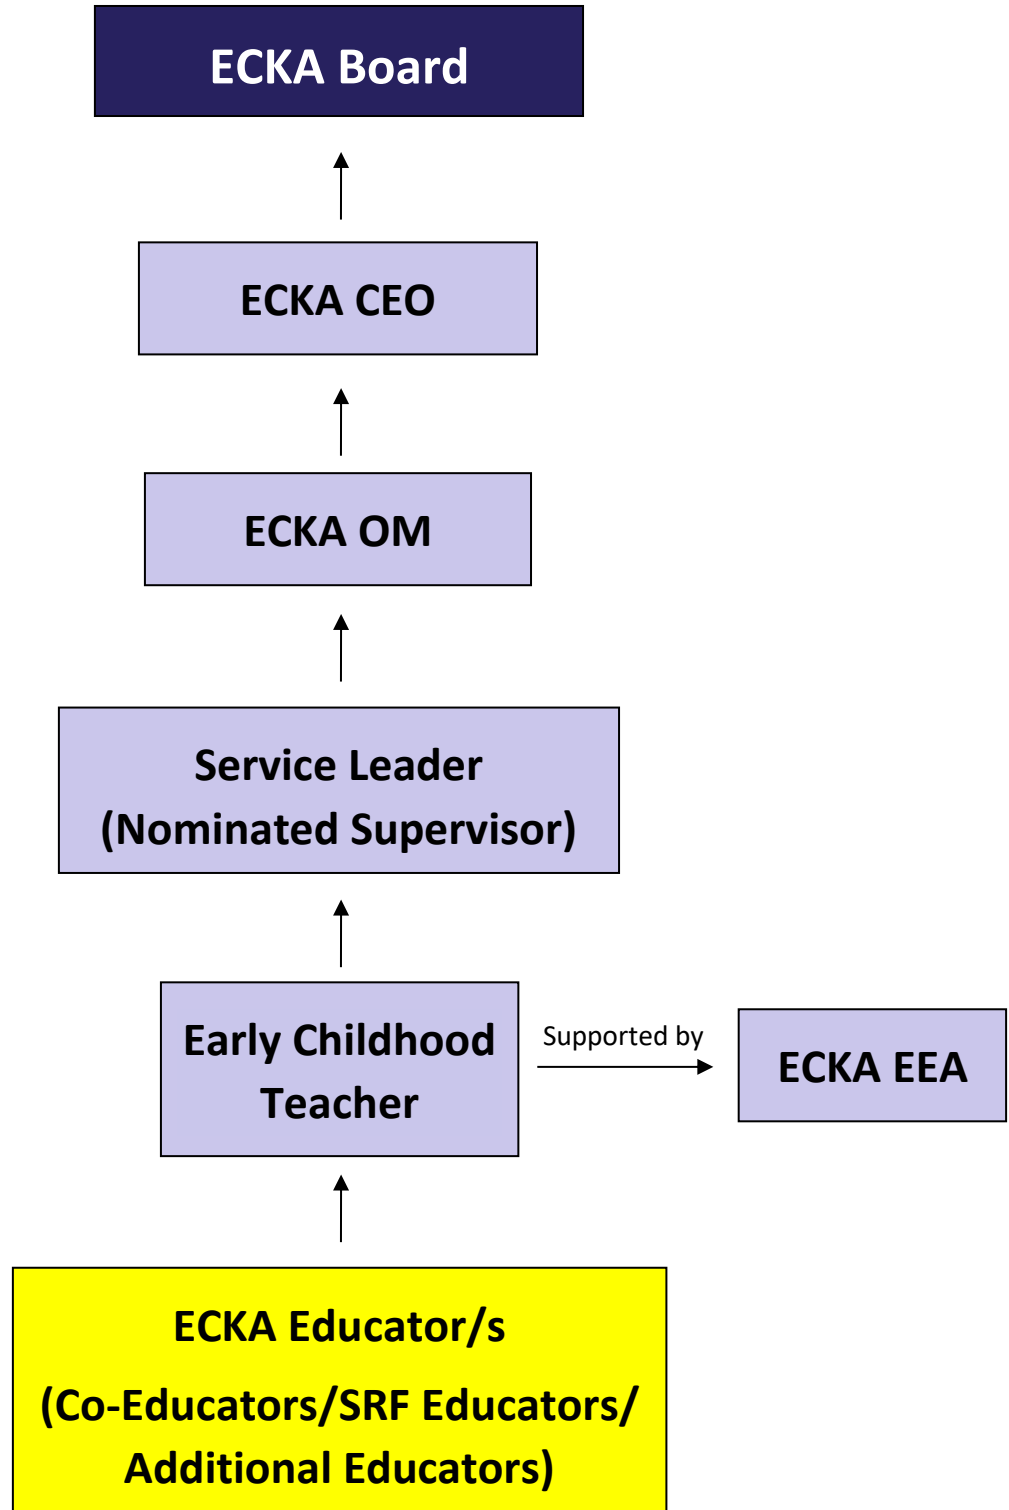 ECKA Board
ECKA CEO
ECKA OM
Service Leader
(Nominated Supervisor)
Early Childhood
Teacher
Supported by
ECKA EEA
ECKA Educator/s
(Co-Educators/SRF Educators/
Additional Educators)